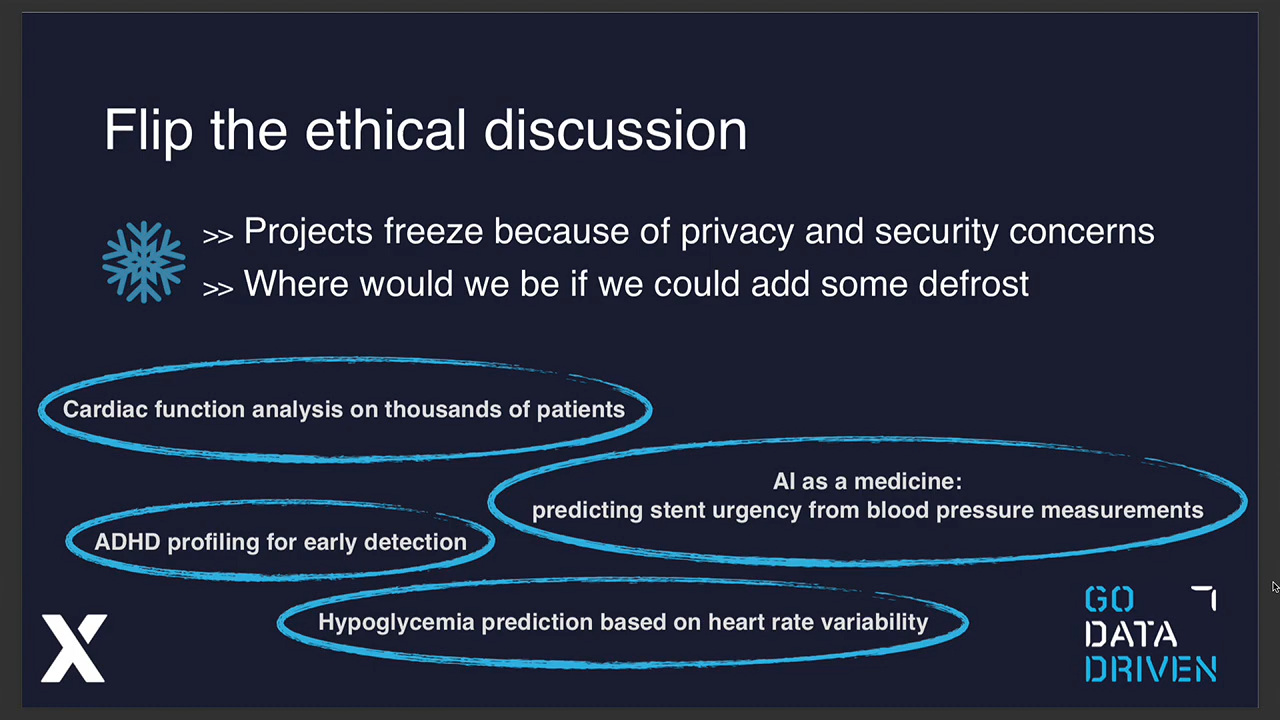 Flip the ethical discussion
>> Projects freeze because of privacy and security concerns
>> Where would we be if we could add some defrost
Cardiac function analysis on thousands of patients
AI as a medicine:
predicting stent urgency from blood pressure measurements
ADHD profiling for early detection
Hypoglycemia prediction based on heart rate variability
X
GO
DATA
DRIVEN